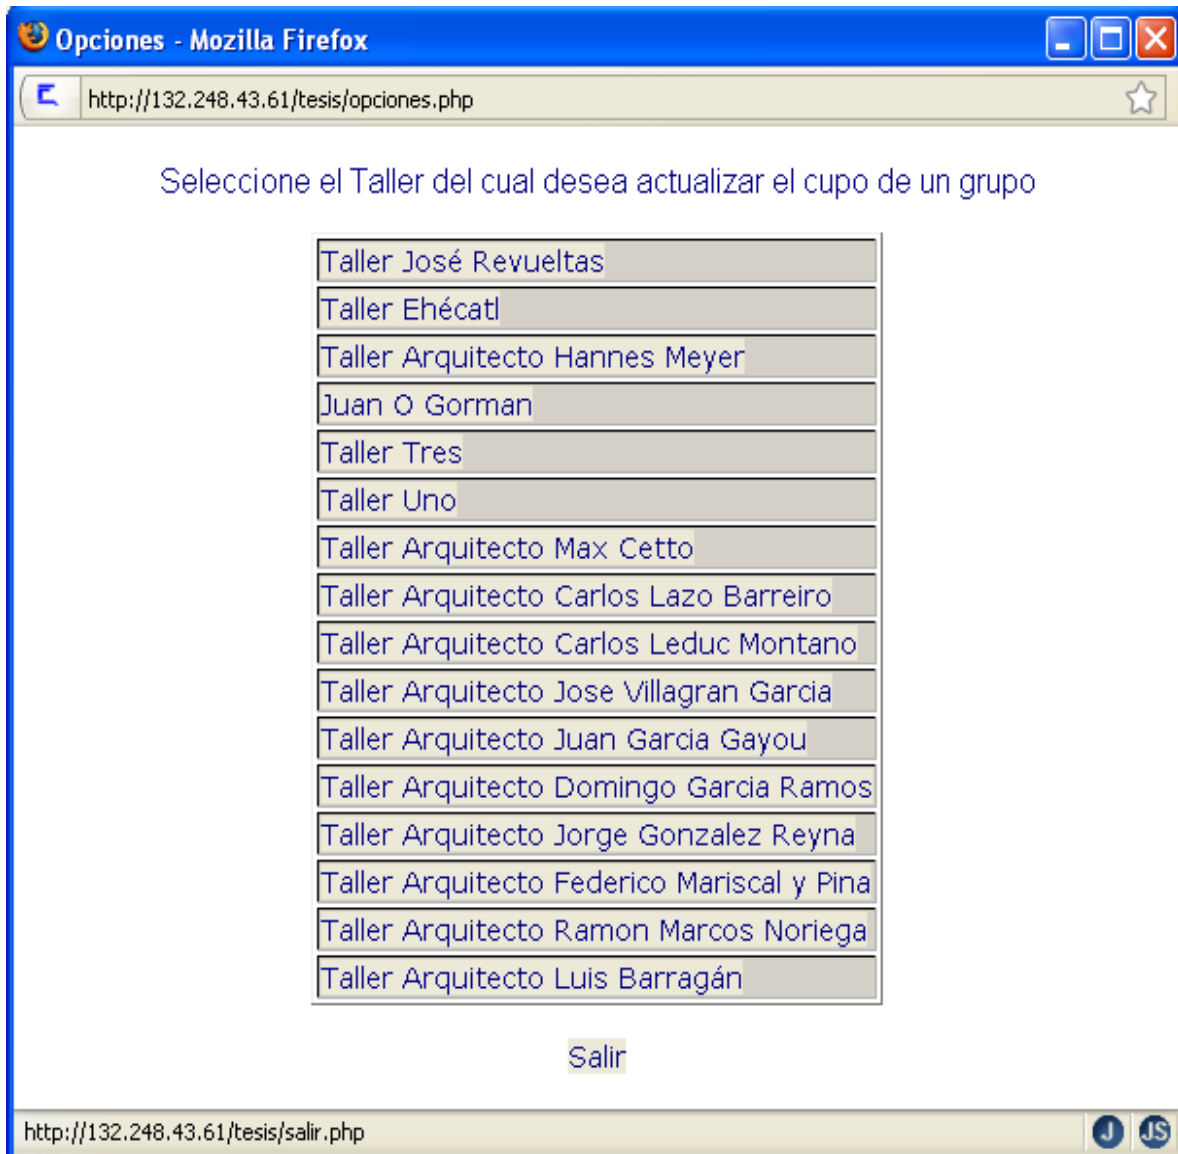 Opciones - Mozilla Firefox
http://132.248.43.61/tesis/opciones.php
Seleccione el Taller del cual desea actualizar el cupo de un grupo
Taller José Revueltas
Taller Ehécatl
Taller Arquitecto Hannes Meyer
Juan O Gorman
Taller Tres
Taller Uno
Taller Arquitecto Max Cetto
Taller Arquitecto Carlos Lazo Barreiro
Taller Arquitecto Carlos Leduc Montano
Taller Arquitecto Jose Villagran Garcia
Taller Arquitecto Juan Garcia Gayou
Taller Arquitecto Domingo Garcia Ramos
Taller Arquitecto Jorge Gonzalez Reyna
Taller Arquitecto Federico Mariscal y Pina
Taller Arquitecto Ramon Marcos Noriega
Taller Arquitecto Luis Barragán
Salir
http://132.248.43.61/tesis/salir.php J JS